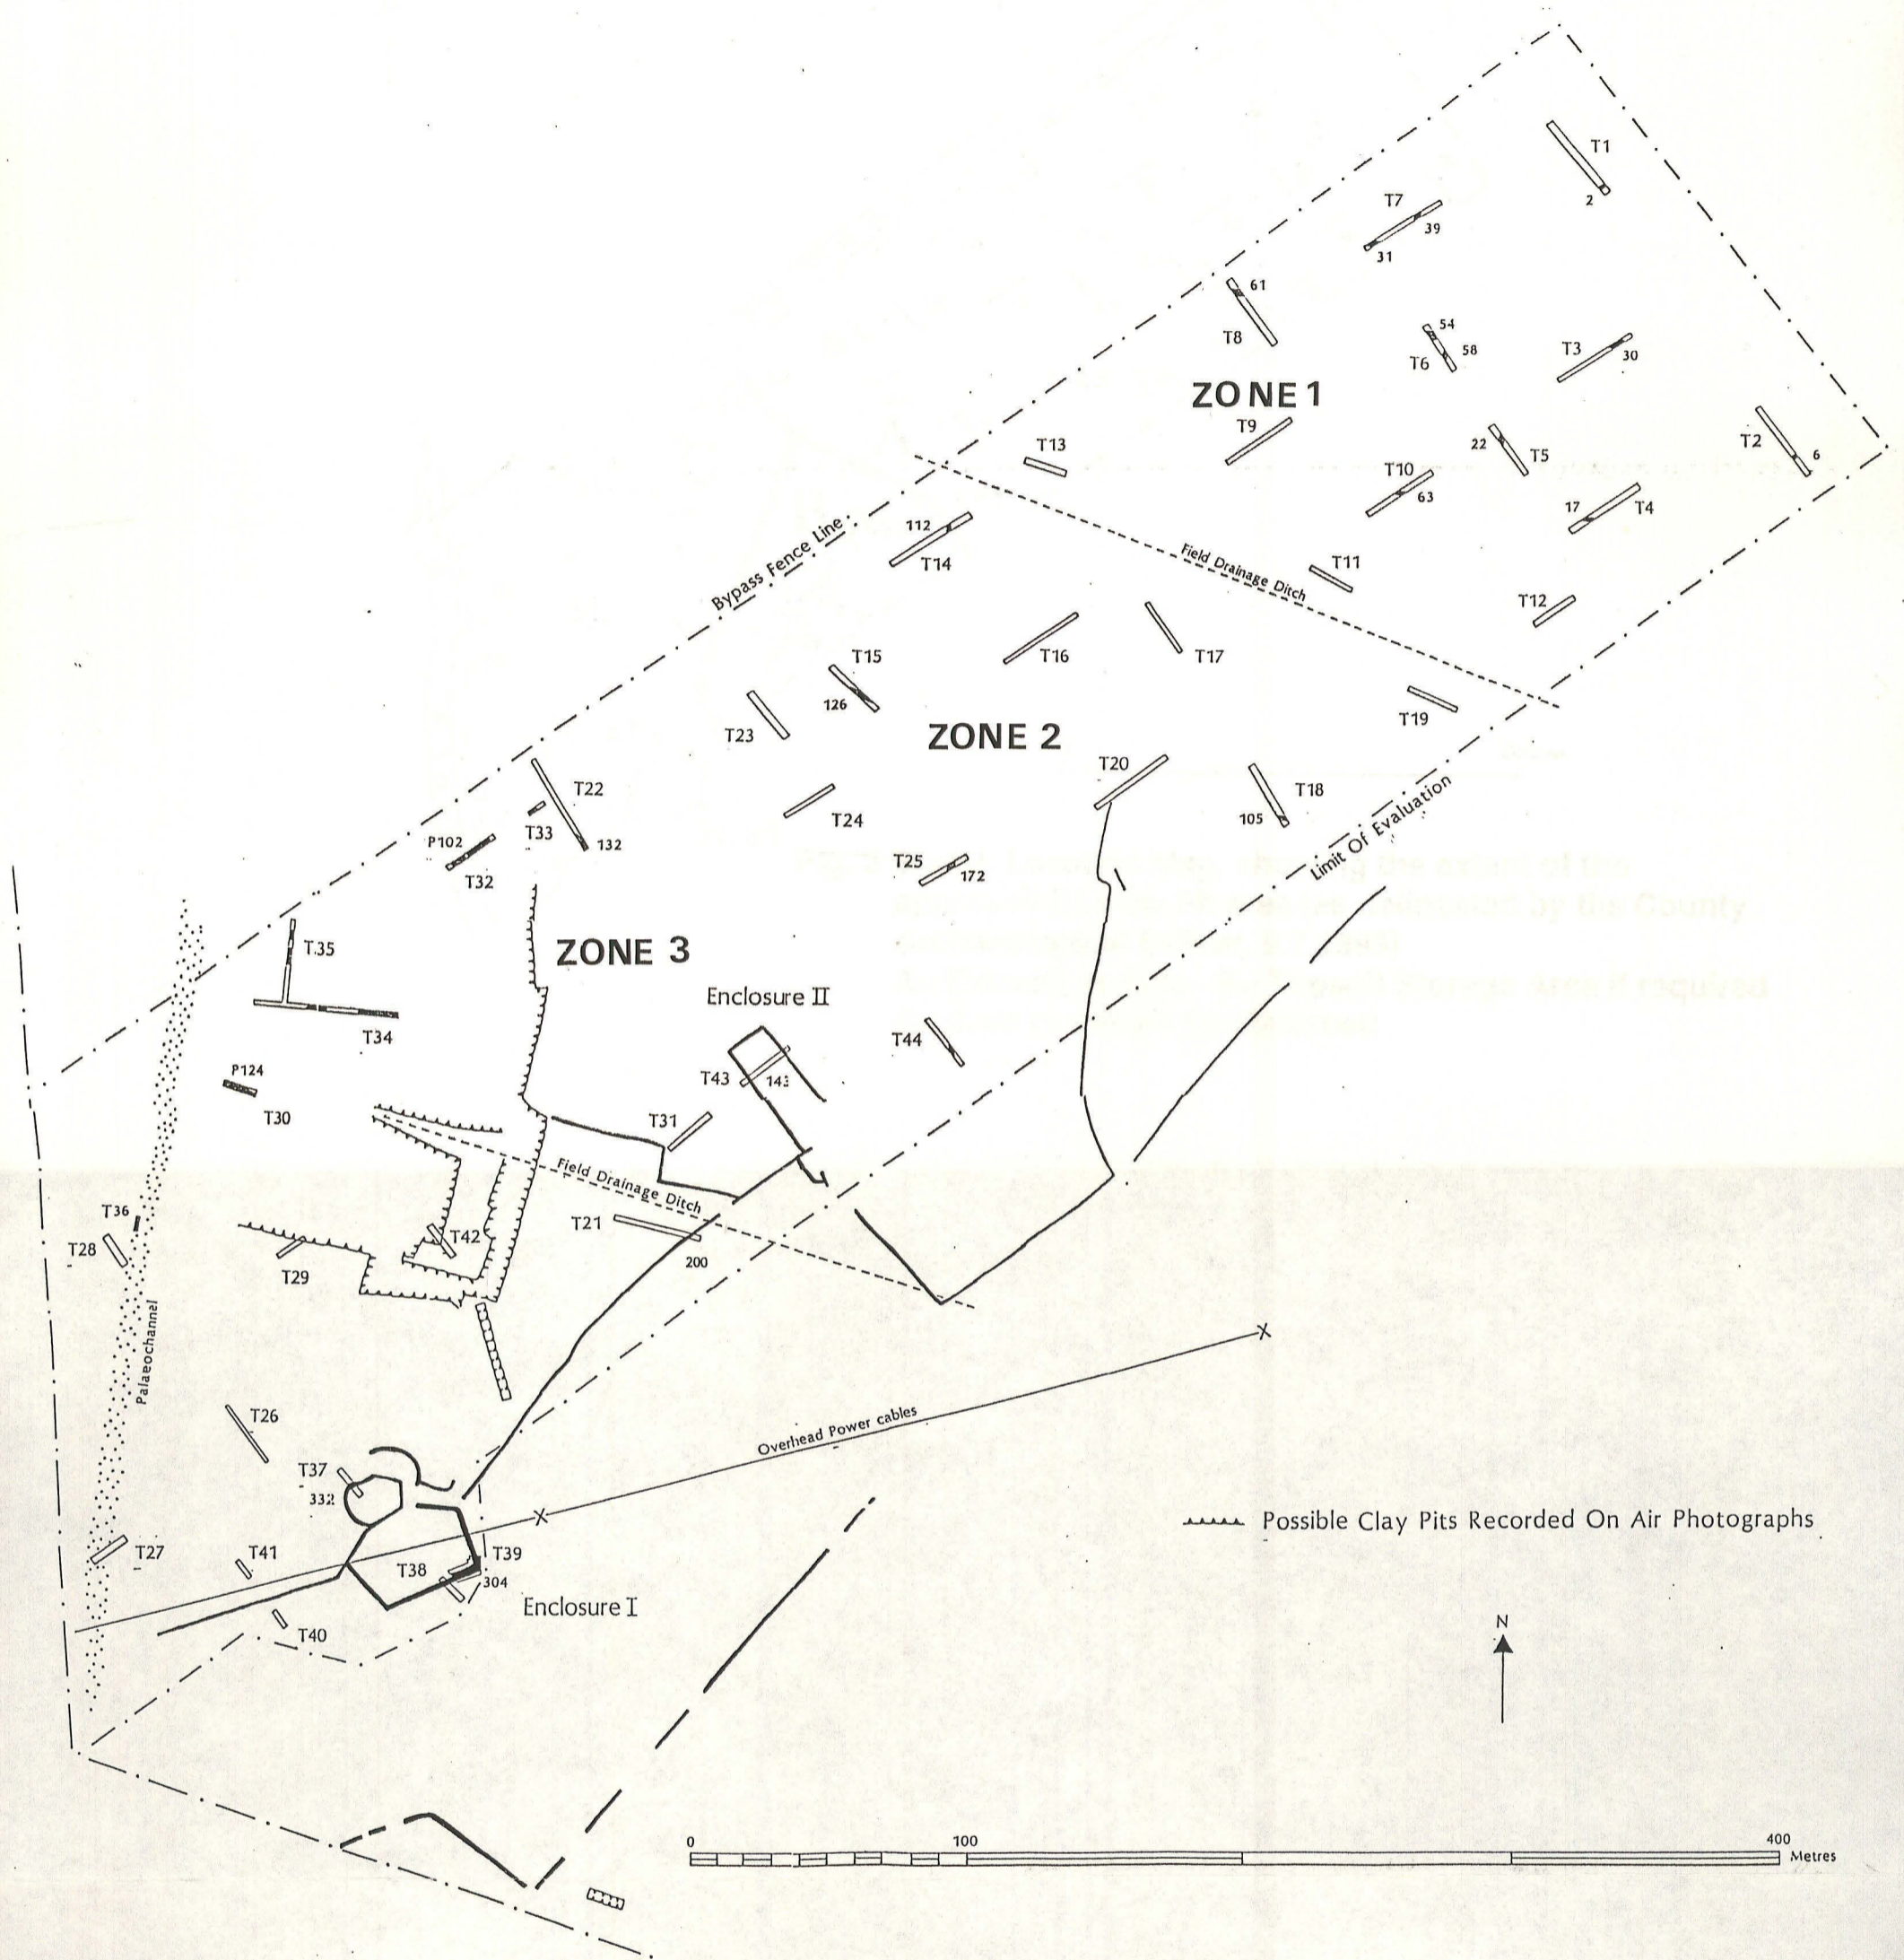 T1
2
T7
39
31
61
T8
54
58
T6
T3
30
ZONE 1
T9
T13
22
T5
T2
6
T10
63
17
T4
112
T14
Bypass Fence Line
Field Drainage Ditch
T11
T12
T16
T17
T15
126
T23
T19
ZONE 2
T20
T22
T18
105
T24
T33
132
P102
T32
Limit Of Evaluation
T25
172
T.35
ZONE 3
Enclosure II
T34
T44
P124
T43
143
T30
T31
Field Drainage Ditch
T36
T28
T21
T42
200
T29
Palaeochannel
T26
Overhead Power cables
T37
332
Possible Clay Pits Recorded On Air Photographs
T27
T41
T39
T38
304
Enclosure I
T40
N
0 100 400
Metres